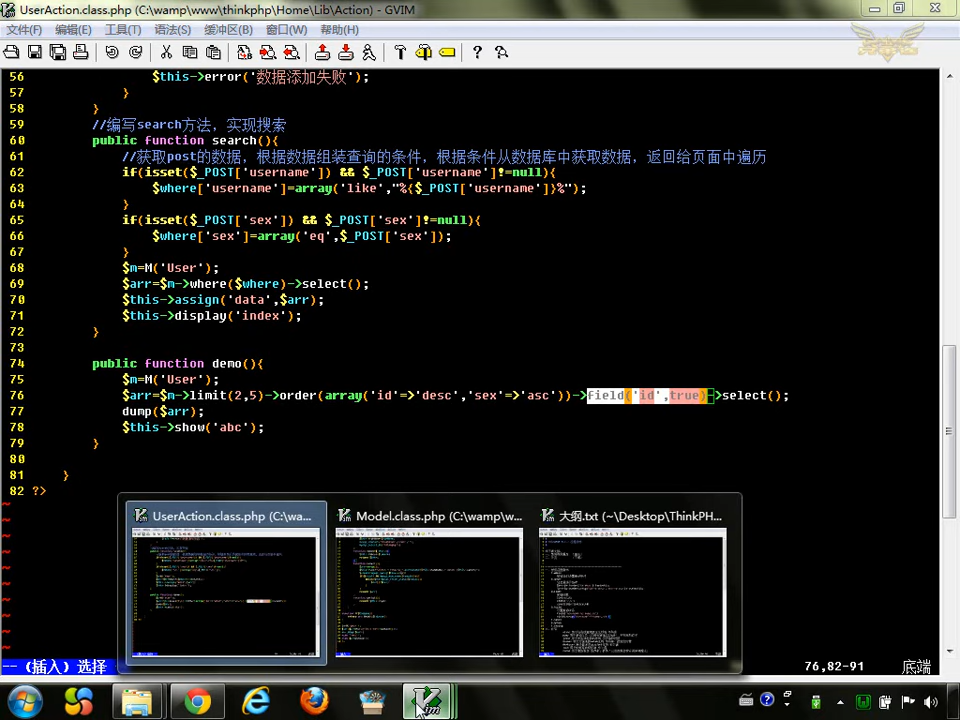 UserAction.class.php (C:\wamp\www\thinkphp\Home\Lib\Action) - GVIM
文件(F) 编辑(E) 工具(T) 语法(S) 缓冲区(B) 窗口(W) 帮助(H)
56 $this->error('数据添加失败');
57 }
58 }
59 //编写search方法，实现搜索
60 public function search(){
61 //获取post的数据，根据数据组装查询的条件，根据条件从数据库中获取数据，返回给页面中遍历
62 if(isset($_POST['username']) && $_POST['username']!=null){
63 $where['username']=array('like',"%{$_POST['username']}%");
64 }
65 if(isset($_POST['sex']) && $_POST['sex']!=null){
66 $where['sex']=array('eq',$_POST['sex']);
67 }
68 $m=M('User');
69 $arr=$m->where($where)->select();
70 $this->assign('data',$arr);
71 $this->display('index');
72 }
73
74 public function demo(){
75 $m=M('User');
76 $arr=$m->limit(2,5)->order(array('id'=>'desc','sex'=>'asc'))->field('id',true)->select();
77 dump($arr);
78 $this->show('abc');
79 }
80
81 }
82 ?>
~
~
~
~
~
~
~
~
~
~
UserAction.class.php (C:\wa... Model.class.php (C:\wamp\w... 大纲.txt (~\Desktop\ThinkPH...
-- (插入) 选择 76,82-91 底端